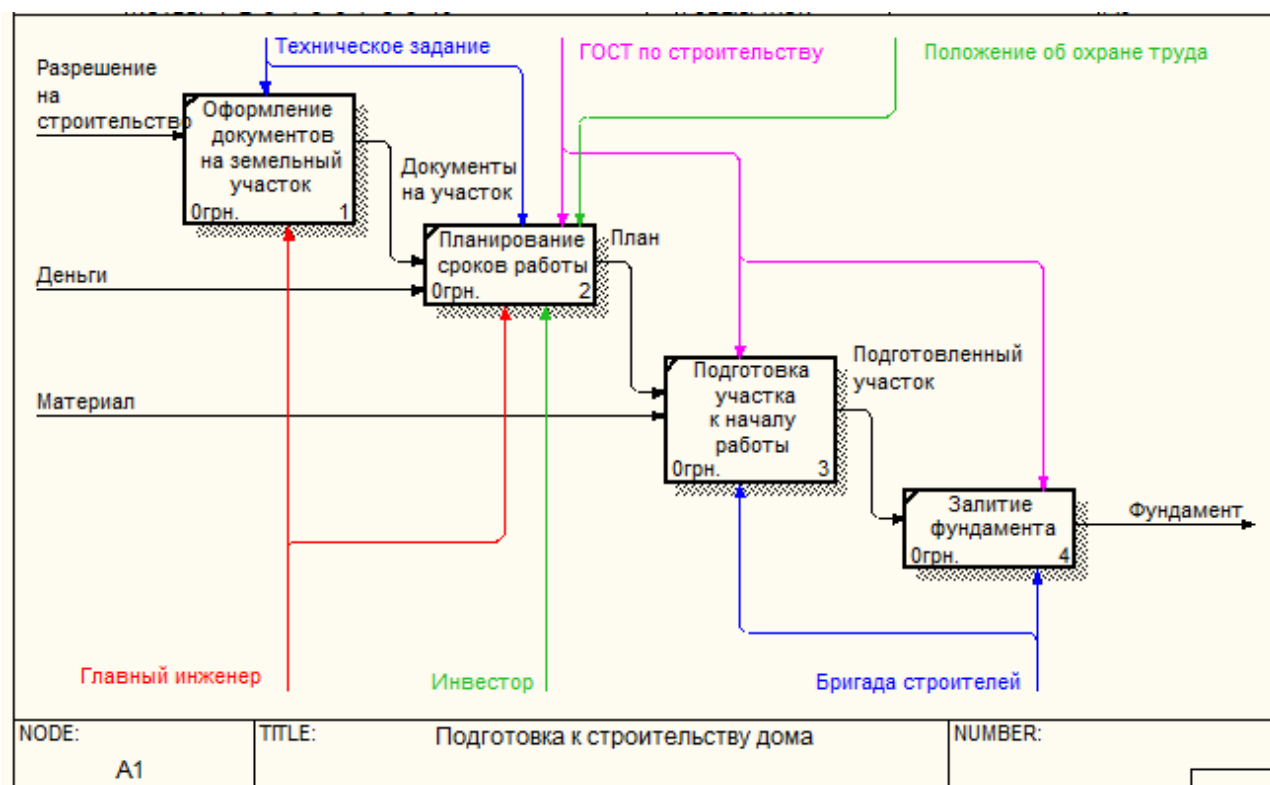 Техническое задание
ГОСТ по строительству
Положение об охране труда
Разрешение
на
строительство
Оформление
документов
на земельный
участок
0грн. 1
Документы
на участок
Деньги
Планирование
сроков работы
0грн. 2
План
Материал
Подготовка
участка
к началу
работы
0грн. 3
Подготовленный
участок
Залитие
фундамента
0грн. 4
Фундамент
Главный инженер
Инвестор
Бригада строителей
NODE:
A1
TITLE:
Подготовка к строительству дома
NUMBER: